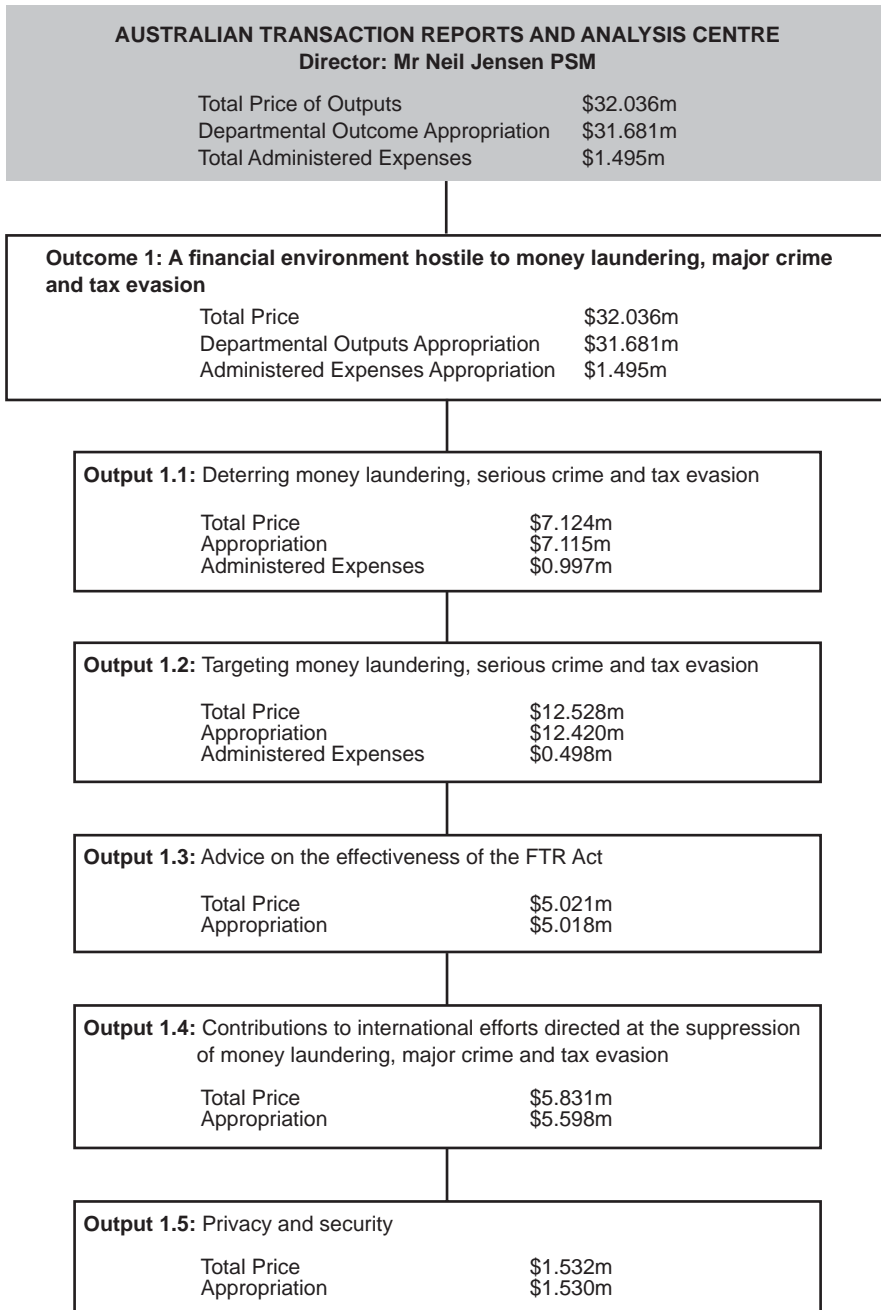 AUSTRALIAN TRANSACTION REPORTS AND ANALYSIS CENTRE
Director: Mr Neil Jensen PSM
Total Price of Outputs $32.036m
Departmental Outcome Appropriation $31.681m
Total Administered Expenses $1.495m
Outcome 1: A financial environment hostile to money laundering, major crime
and tax evasion
Total Price $32.036m
Departmental Outputs Appropriation $31.681m
Administered Expenses Appropriation $1.495m
Output 1.1: Deterring money laundering, serious crime and tax evasion
Total Price $7.124m
Appropriation $7.115m
Administered Expenses $0.997m
Output 1.2: Targeting money laundering, serious crime and tax evasion
Total Price $12.528m
Appropriation $12.420m
Administered Expenses $0.498m
Output 1.3: Advice on the effectiveness of the FTR Act
Total Price $5.021m
Appropriation $5.018m
Output 1.4: Contributions to international efforts directed at the suppression
of money laundering, major crime and tax evasion
Total Price $5.831m
Appropriation $5.598m
Output 1.5: Privacy and security
Total Price $1.532m
Appropriation $1.530m